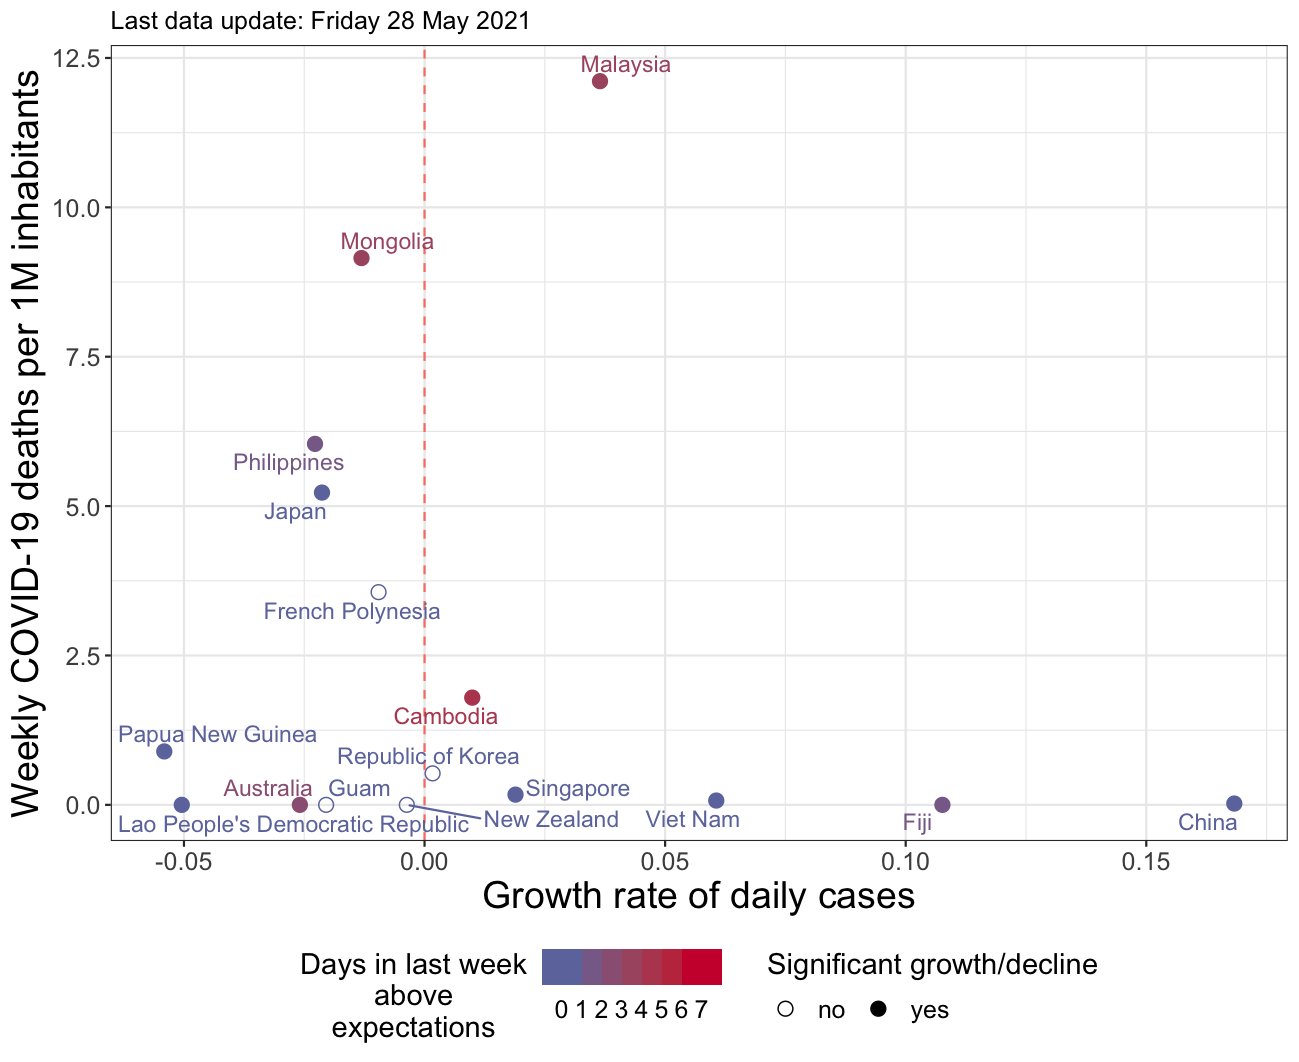 Last data update: Friday 28 May 2021
Weekly COVID-19 deaths per 1M inhabitants
12.5
10.0
7.5
5.0
2.5
0.0
Malaysia
Mongolia
Philippines
Japan
French Polynesia
Cambodia
Papua New Guinea
Republic of Korea
Australia
Guam
Singapore
Lao People's Democratic Republic
New Zealand
Viet Nam
Fiji
China
-0.05 0.00 0.05 0.10 0.15
Growth rate of daily cases
Days in last week
above
expectations
0 1 2 3 4 5 6 7
Significant growth/decline
no yes